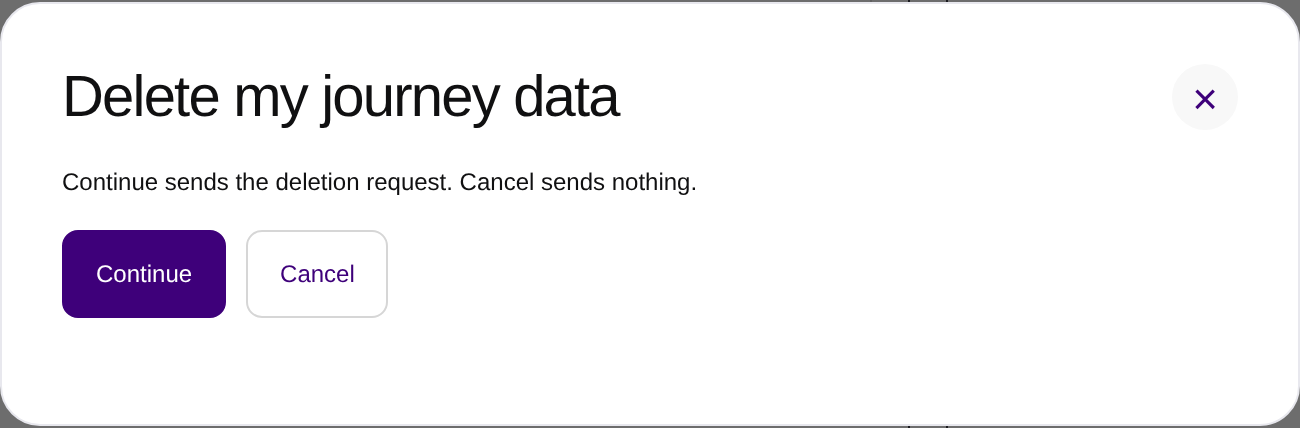 Delete my journey data
Continue sends the deletion request. Cancel sends nothing.
Continue
Cancel